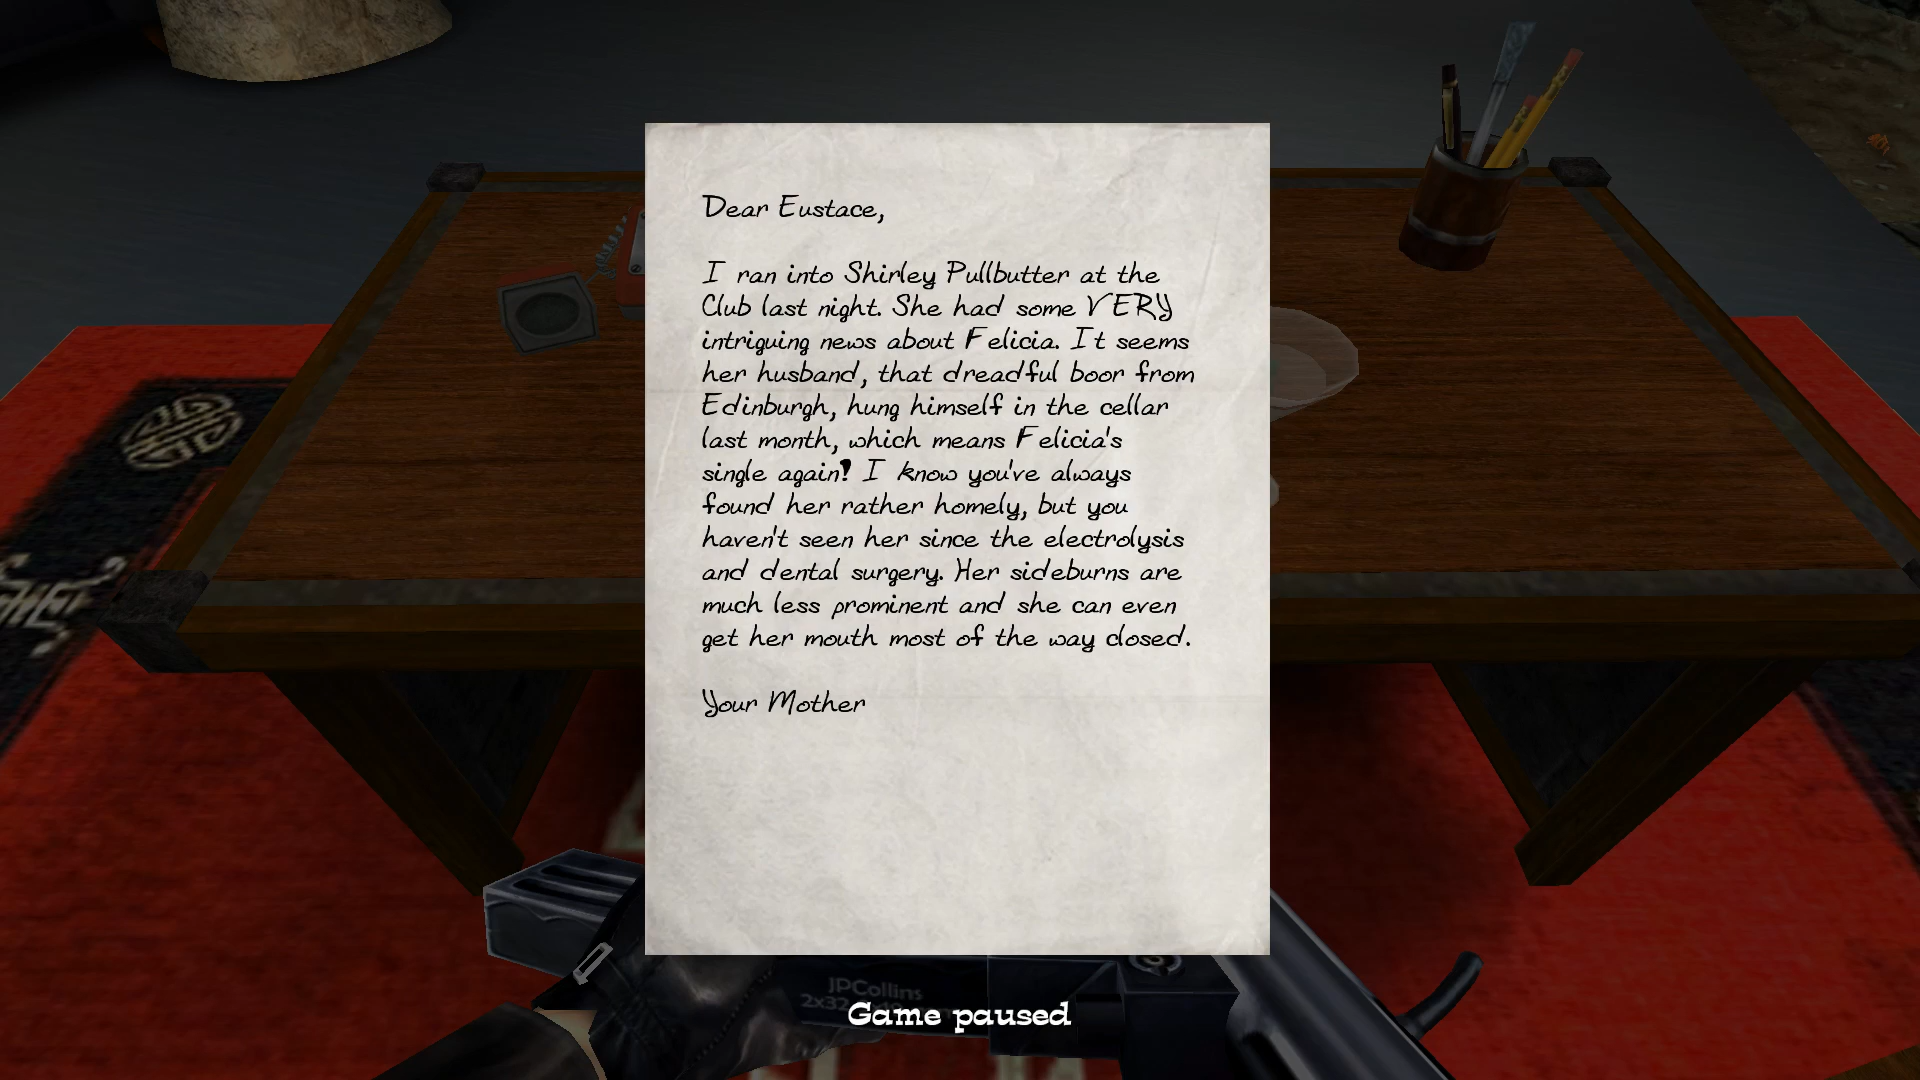 Dear Eustace,
I ran into Shirley Pullbutter at the
Club last night. She had some VERY
intriguing news about Felicia. It seems
her husband, that dreadful boor from
Edinburgh, hung himself in the cellar
last month, which means Felicia's
single again! I know you've always
found her rather homely, but you
haven't seen her since the electrolysis
and dental surgery. Her sideburns are
much less prominent and she can even
get her mouth most of the way closed.
Your Mother
JPCollins
Game paused